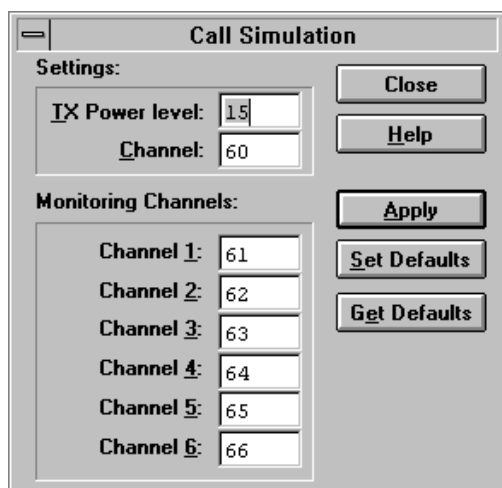 Call Simulation
Settings:
TX Power level: 15
Channel: 60
Close
Help
Monitoring Channels:
Channel 1: 61
Channel 2: 62
Channel 3: 63
Channel 4: 64
Channel 5: 65
Channel 6: 66
Apply
Set Defaults
Get Defaults